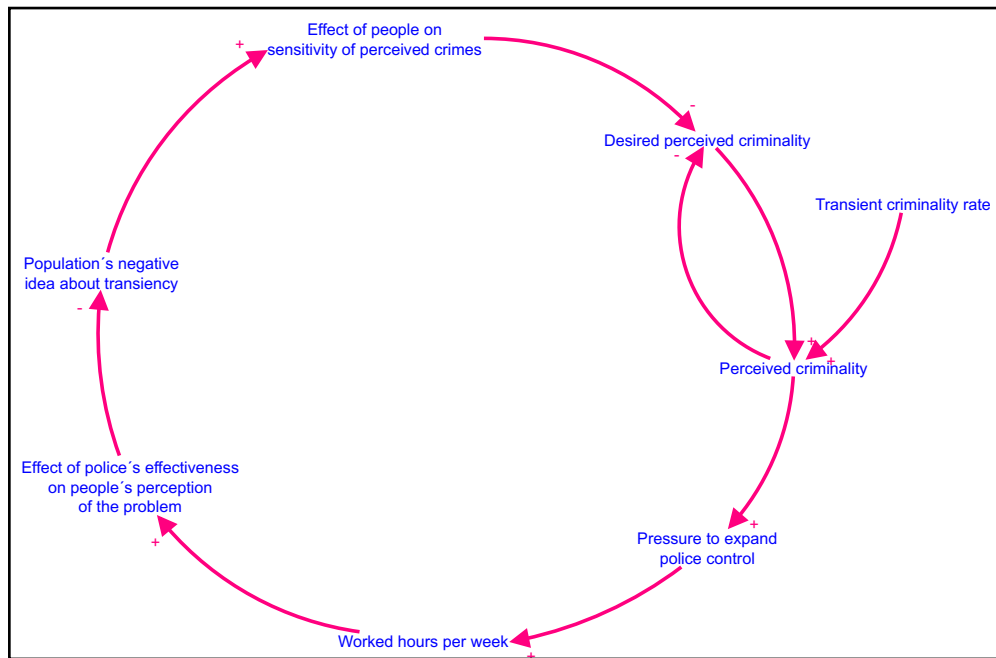 Effect of people on
sensitivity of perceived crimes
+
-
Desired perceived criminality
-
Transient criminality rate
Population´s negative
idea about transiency
-
+
+
Perceived criminality
Effect of police´s effectiveness
on people´s perception
of the problem
+
+
Pressure to expand
police control
Worked hours per week
+